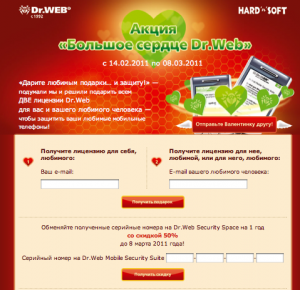 Dr.WEB®
с 1992
HARD'n'SOFT
Акция
«Большое сердце Dr.Web»
с 14.02.2011 по 08.03.2011
«Дарите любимым подарки... и защиту!» —
подумали мы и решили подарить всем
ДВЕ лицензии Dr.Web
для вас и вашего любимого человека —
чтобы защитить ваши любимые мобильные
телефоны!
Отправьте Валентинку другу!
Получите лицензию для себя,
любимого:
Ваш e-mail:
Получите лицензию для нее,
любимой, или для него, любимого:
E-mail вашего любимого человека:
Получить подарок
Обменяйте полученные серийные номера на Dr.Web Security Space на 1 год
со скидкой 50%
до 8 марта 2011 года!
Серийный номер на Dr.Web Mobile Security Suite
Получить скидку